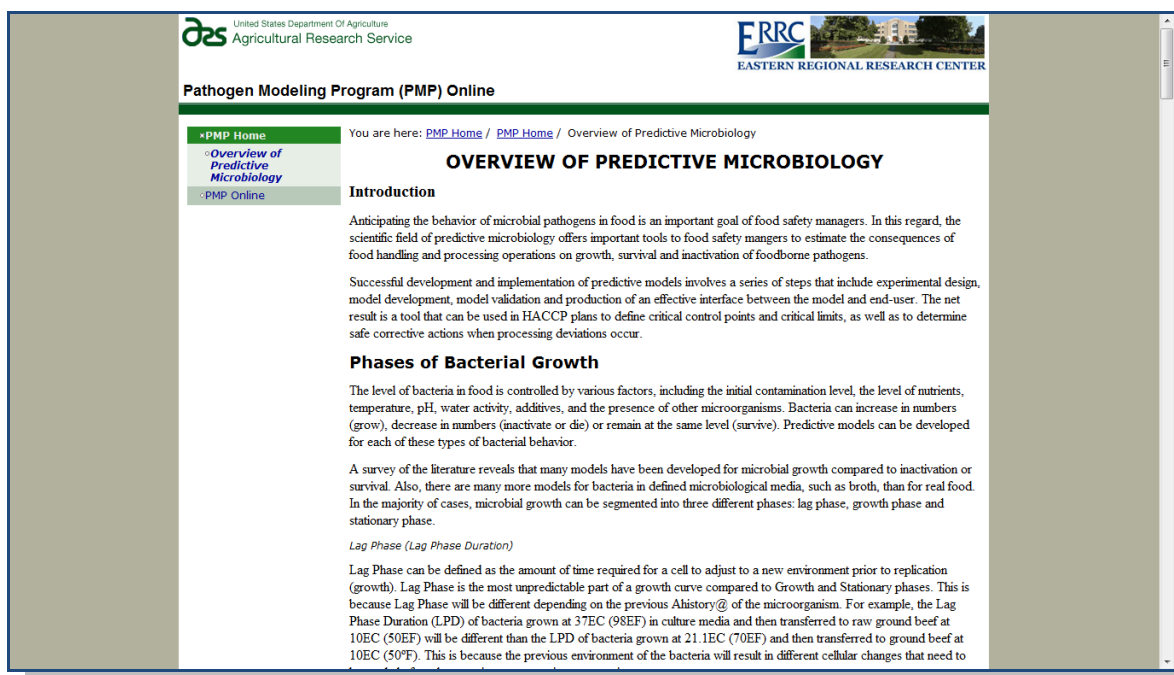 United States Department Of Agriculture
Agricultural Research Service
ERRC
EASTERN REGIONAL RESEARCH CENTER
Pathogen Modeling Program (PMP) Online
PMP Home
Overview of
Predictive
Microbiology
PMP Online
You are here: PMP Home / PMP Home / Overview of Predictive Microbiology
OVERVIEW OF PREDICTIVE MICROBIOLOGY
Introduction
Anticipating the behavior of microbial pathogens in food is an important goal of food safety managers. In this regard, the
scientific field of predictive microbiology offers important tools to food safety mangers to estimate the consequences of
food handling and processing operations on growth, survival and inactivation of foodborne pathogens.
Successful development and implementation of predictive models involves a series of steps that include experimental design,
model development, model validation and production of an effective interface between the model and end-user. The net
result is a tool that can be used in HACCP plans to define critical control points and critical limits, as well as to determine
safe corrective actions when processing deviations occur.
Phases of Bacterial Growth
The level of bacteria in food is controlled by various factors, including the initial contamination level, the level of nutrients,
temperature, pH, water activity, additives, and the presence of other microorganisms. Bacteria can increase in numbers
(grow), decrease in numbers (inactivate or die) or remain at the same level (survive). Predictive models can be developed
for each of these types of bacterial behavior.
A survey of the literature reveals that many models have been developed for microbial growth compared to inactivation or
survival. Also, there are many more models for bacteria in defined microbiological media, such as broth, than for real food.
In the majority of cases, microbial growth can be segmented into three different phases: lag phase, growth phase and
stationary phase.
Lag Phase (Lag Phase Duration)
Lag Phase can be defined as the amount of time required for a cell to adjust to a new environment prior to replication
(growth). Lag Phase is the most unpredictable part of a growth curve compared to Growth and Stationary phases. This is
because Lag Phase will be different depending on the previous Ahistory@ of the microorganism. For example, the Lag
Phase Duration (LPD) of bacteria grown at 37EC (98EF) in culture media and then transferred to raw ground beef at
10EC (50EF) will be different than the LPD of bacteria grown at 21.1EC (70EF) and then transferred to ground beef at
10EC (50ºF). This is because the previous environment of the bacteria will result in different cellular changes that need to